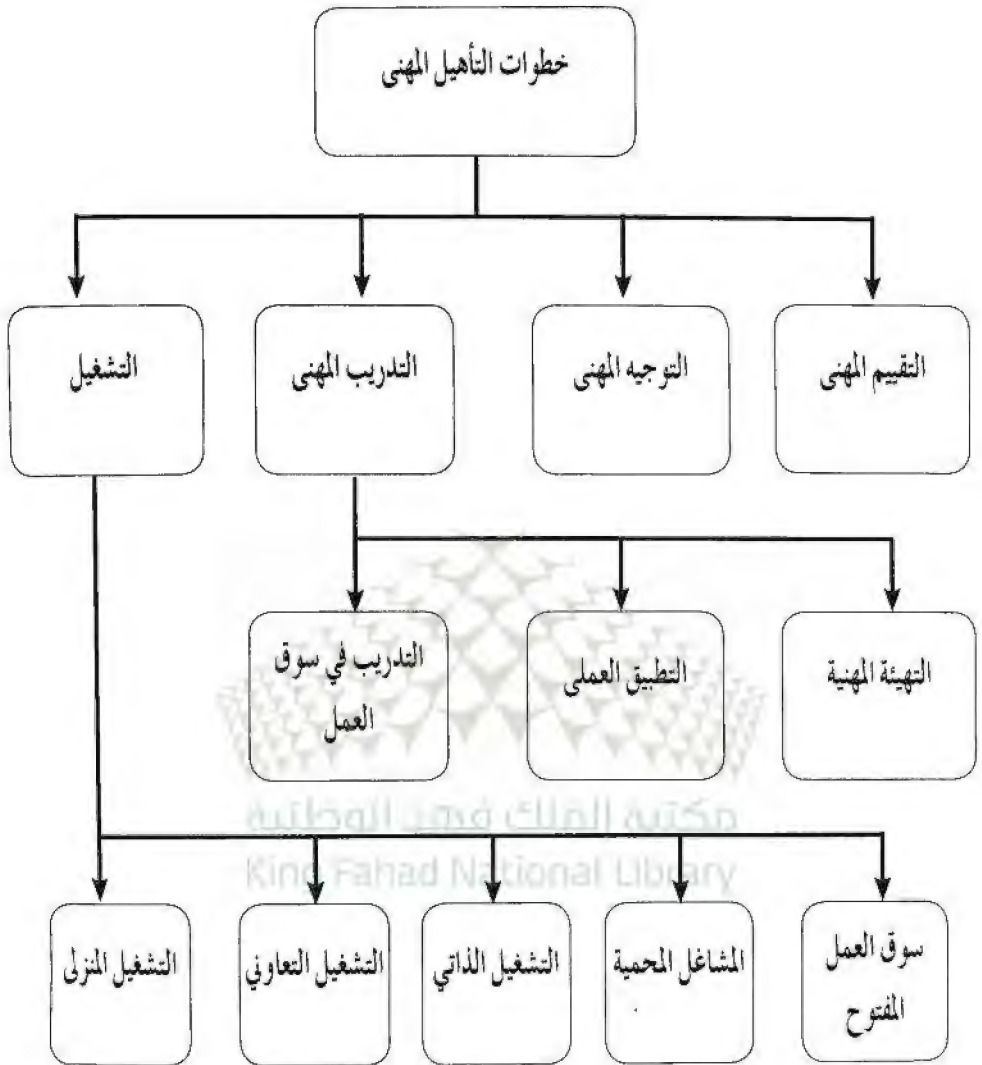 خطوات التأهيل المهنى
التقييم المهنى
التوجيه المهنى
التدريب المهنى
التشغيل
التهيئة المهنية
التطبيق العملى
التدريب في سوق
العمل
مكتبة الملك فهد الوطنية
King Fahad National Library
سوق العمل
المفتوح
المشاغل المحمية
التشغيل الذاتي
التشغيل التعاوني
التشغيل المنزلى